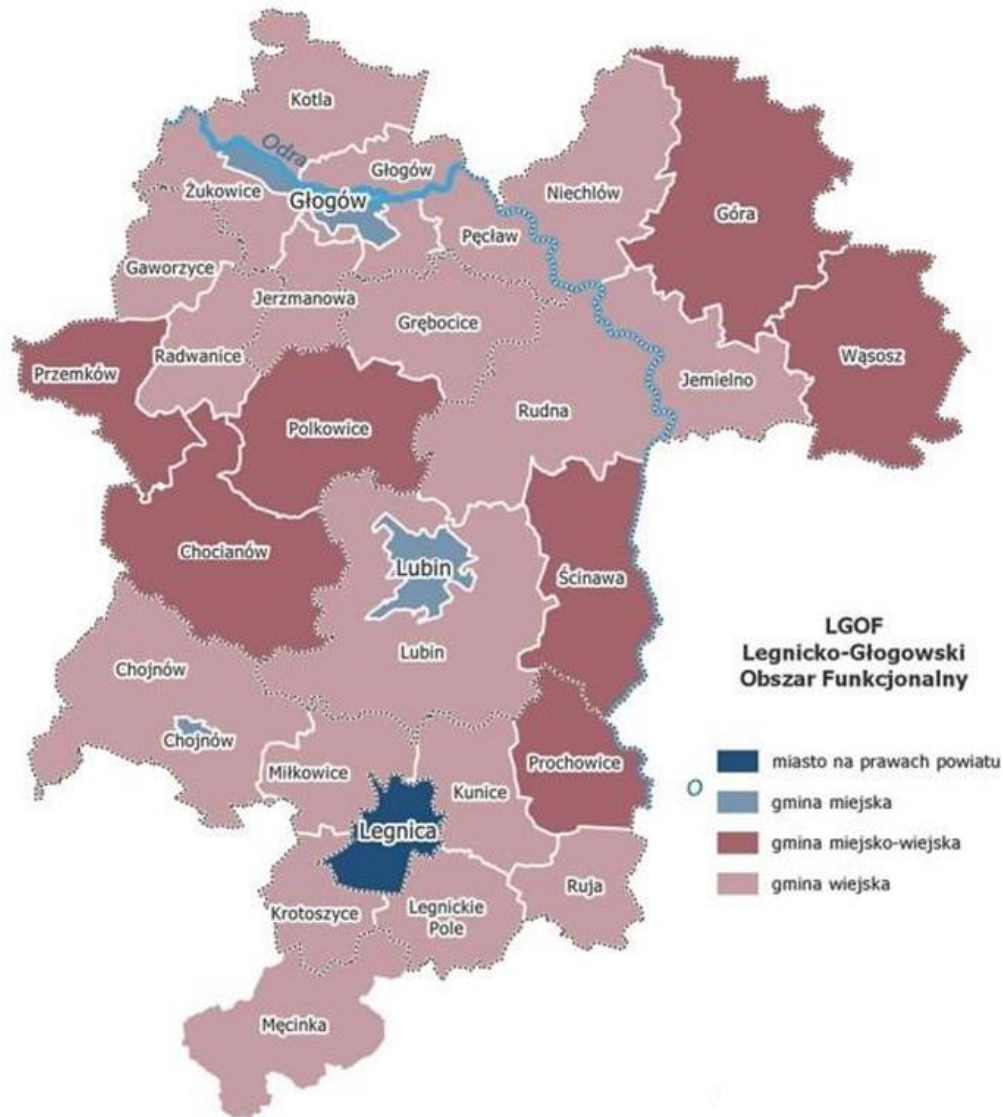 Kotla
Odra
Głogów
Żukowice
Głogów
Niechlów
Góra
Pęcław
Gaworzyce
Jerzmanowa
Grębocice
Radwanice
Przemków
Jemielno
Wąsosz
Rudna
Polkowice
Chocianów
Lubin
Ścinawa
Lubin
LGOF
Legnicko-Głogowski
Obszar Funkcjonalny
Chojnów
Chojnów
Miłkowice
Prochowice
Kunice
O
miasto na prawach powiatu
gmina miejska
gmina miejsko-wiejska
gmina wiejska
Legnica
Ruja
Krotoszyce
Legnickie
Pole
Męcinka